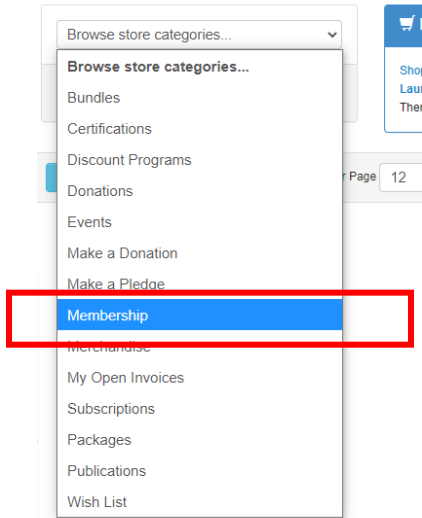 Browse store categories...
Browse store categories...
Bundles
Certifications
Discount Programs
Donations
Events
Make a Donation
Make a Pledge
Membership
Merchandise
My Open Invoices
Subscriptions
Packages
Publications
Wish List
Page 12